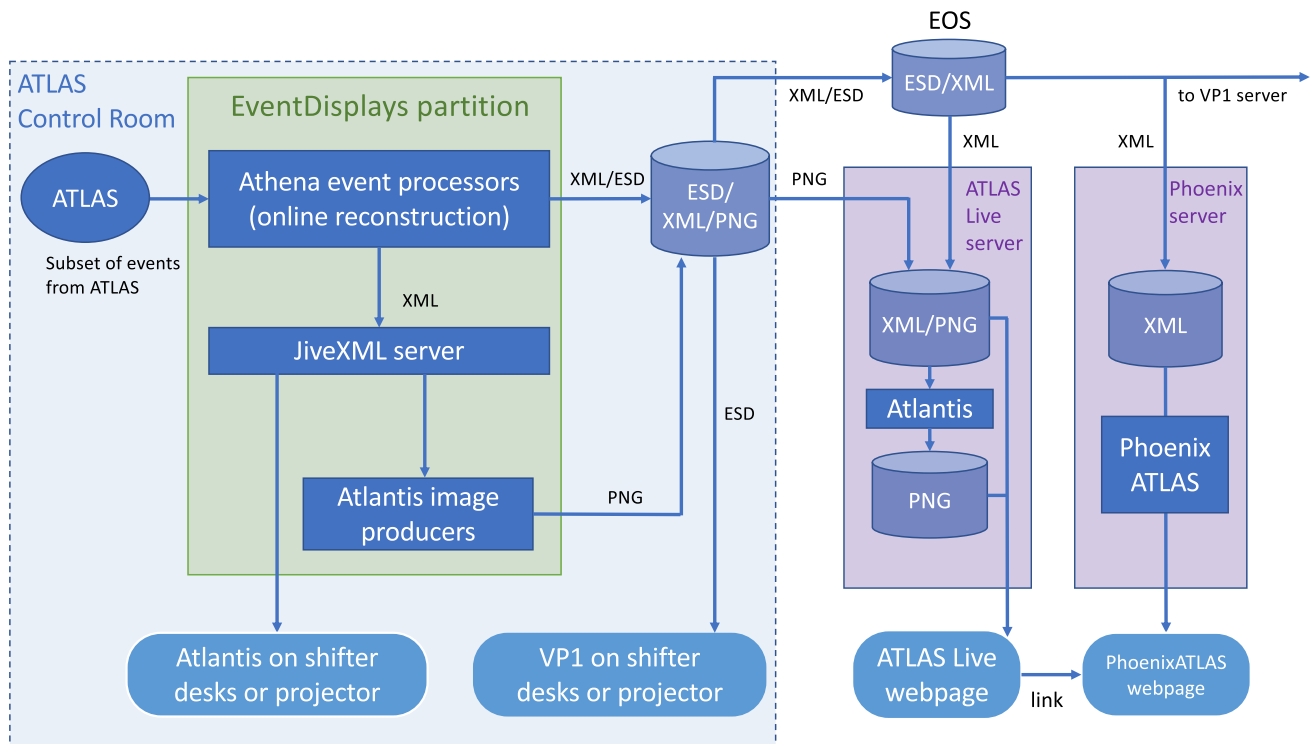 EOS
ATLAS
Control Room
EventDisplays partition
ESD/XML
XML/ESD
to VP1 server
XML
XML
ATLAS
Athena event processors
(online reconstruction)
XML/ESD
ESD/
XML/PNG
PNG
ATLAS
Live
server
Phoenix
server
Subset of events
from ATLAS
XML
JiveXML server
XML/PNG
XML
Atlantis
ESD
Phoenix
ATLAS
Atlantis image
producers
PNG
PNG
Atlantis on shifter
desks or projector
VP1 on shifter
desks or projector
ATLAS Live
webpage
link
PhoenixATLAS
webpage